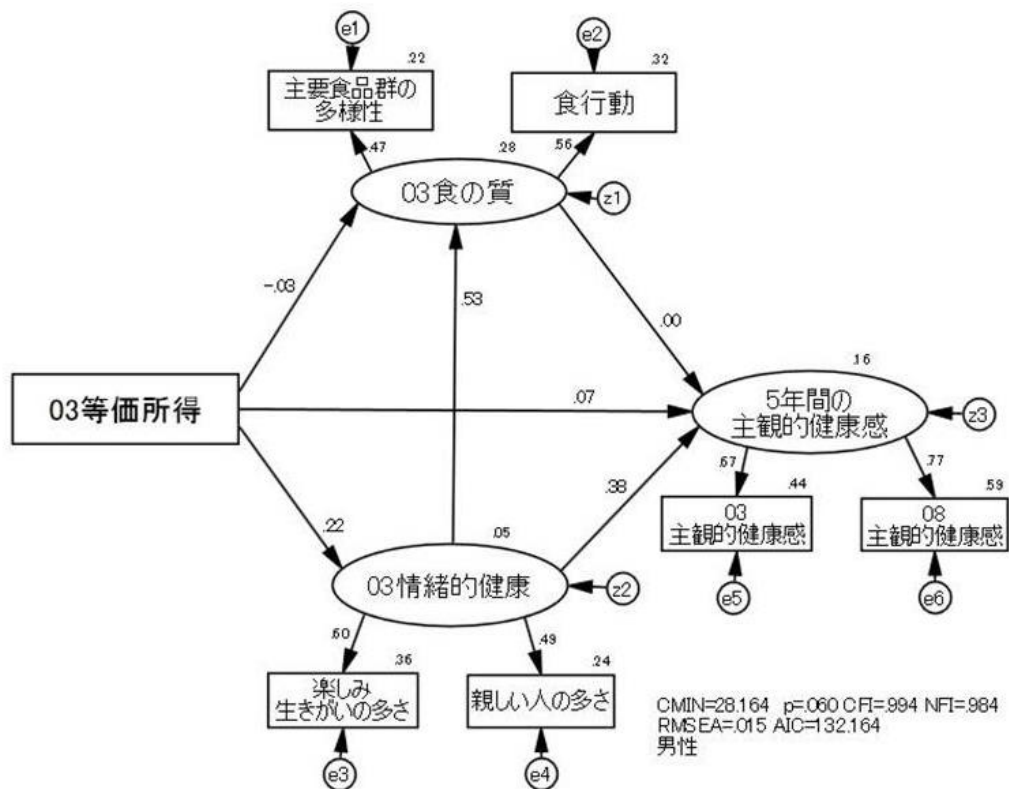 e1
e2
.22
.32
主要食品群の
多様性
食行動
.47
.28
.56
03食の質
z1
-.03
.53
.00
.16
03等価所得
.07
5年間の
主観的健康感
z3
.67
.77
.38
.44
.59
03
主観的健康感
08
主観的健康感
.22
.05
03情緒的健康
z2
e5
e6
.60
.49
.36
.24
楽しみ
生きがいの多さ
親しい人の多さ
CMIN=28.164 p=.060 CFI=.994 NFI=.984
RMSEA=.015 AIC=132.164
男性
e3
e4